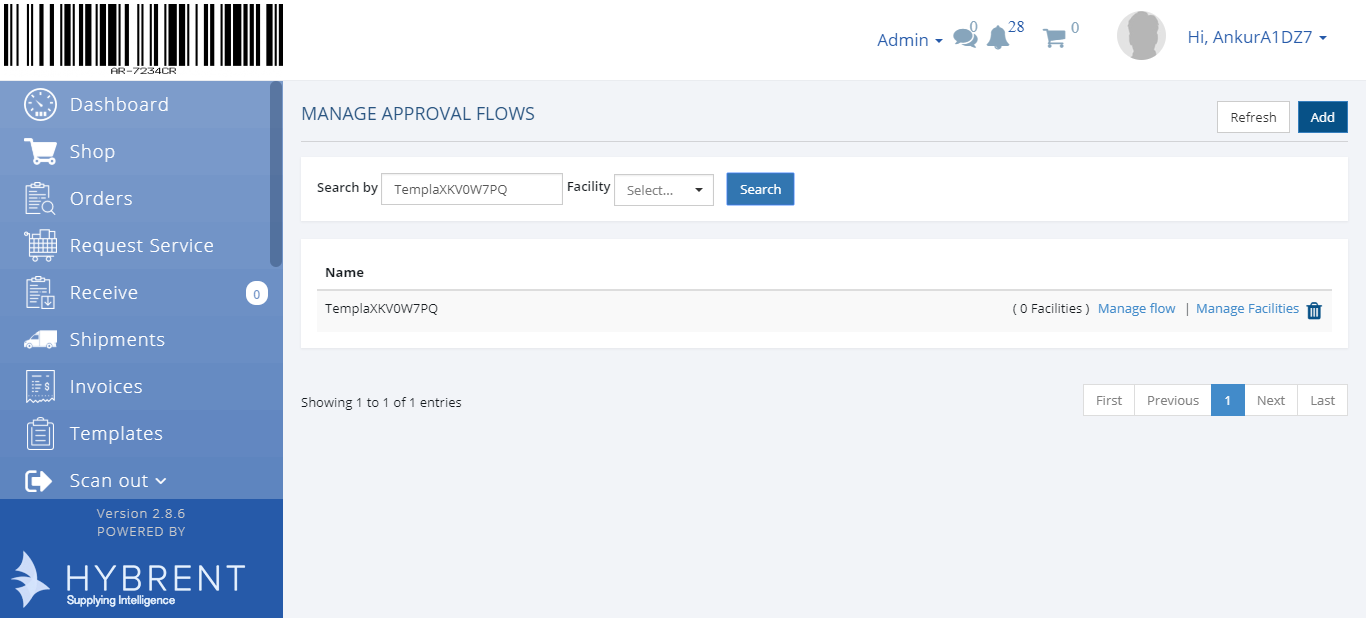 AR-7234CR
Admin
0
28
0
Hi, AnkurA1DZ7
Dashboard
Shop
Orders
Request Service
Receive 0
Shipments
Invoices
Templates
Scan out
Version 2.8.6
POWERED BY
HYBRENT
Supplying Intelligence
MANAGE APPROVAL FLOWS
Refresh Add
Search by TemplaXKV0W7PQ Facility Select... Search
Name
TemplaXKV0W7PQ ( 0 Facilities ) Manage flow | Manage Facilities
Showing 1 to 1 of 1 entries
First Previous 1 Next Last